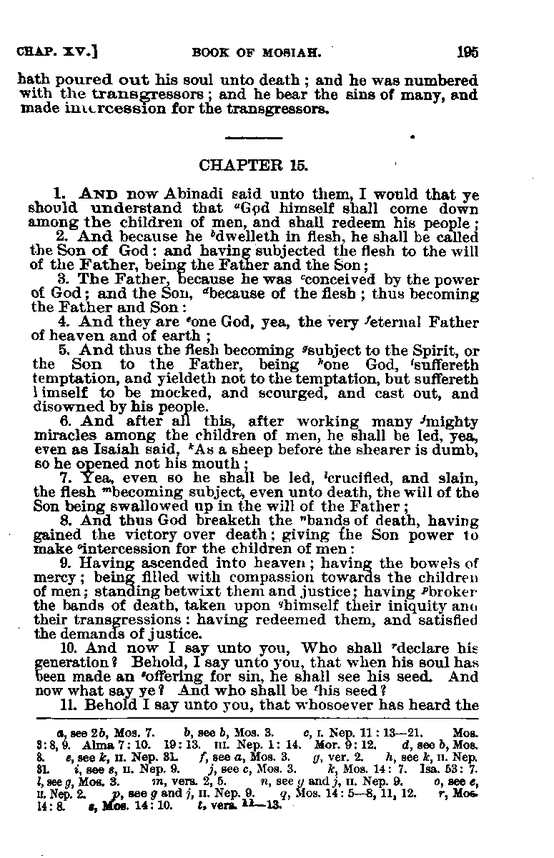 CHAP. XV.] BOOK OF MOSIAH. 195
hath poured out his soul unto death; and he was numbered
with the transgressors; and he bear the sins of many, and
made intercession for the transgressors.
CHAPTER 15.
1. AND now Abinadi said unto them, I would that ye
should understand that ᵃGod himself shall come down
among the children of men, and shall redeem his people;
2. And because he ᵇdwelleth in flesh, he shall be called
the Son of God: and having subjected the flesh to the will
of the Father, being the Father and the Son;
3. The Father, because he was ᶜconceived by the power
of God; and the Son, ᵈbecause of the flesh; thus becoming
the Father and Son:
4. And they are ᵉone God, yea, the very ᶠeternal Father
of heaven and of earth;
5. And thus the flesh becoming ᵍsubject to the Spirit, or
the Son to the Father, being ʰone God, ⁱsuffereth
temptation, and yieldeth not to the temptation, but suffereth
himself to be mocked, and scourged, and cast out, and
disowned by his people.
6. And after all this, after working many ʲmighty
miracles among the children of men, he shall be led, yea,
even as Isaiah said, ᵏAs a sheep before the shearer is dumb,
so he opened not his mouth;
7. Yea, even so he shall be led, ˡcrucified, and slain,
the flesh ᵐbecoming subject, even unto death, the will of the
Son being swallowed up in the will of the Father;
8. And thus God breaketh the ⁿbands of death, having
gained the victory over death; giving the Son power to
make ᵒintercession for the children of men:
9. Having ascended into heaven; having the bowels of
mercy; being filled with compassion towards the children
of men; standing betwixt them and justice; having ᵖbroken
the bands of death, taken upon ᑫhimself their iniquity and
their transgressions: having redeemed them, and satisfied
the demands of justice.
10. And now I say unto you, Who shall ʳdeclare his
generation? Behold, I say unto you, that when his soul has
been made an ˢoffering for sin, he shall see his seed. And
now what say ye? And who shall be ᵗhis seed?
11. Behold I say unto you, that whosoever has heard the
a, see 2b, Mos. 7. b, see b, Mos. 3. c, I. Nep. 11: 13—21. Mos.
3: 8, 9. Alma 7: 10. 19: 13. III. Nep. 1: 14. Mor. 9: 12. d, see b, Mos.
3. e, see k, II. Nep. 31. f, see a, Mos. 3. g, ver. 2. h, see k, II. Nep.
31. i, see s, II. Nep. 9. j, see c, Mos. 3. k, Mos. 14: 7. Isa. 53: 7.
l, see g, Mos. 3. m, vers. 2, 5. n, see g and j, II. Nep. 9. o, see e,
II. Nep. 2. p, see g and j, II. Nep. 9. q, Mos. 14: 5—8, 11, 12. r, Mos.
14: 8. s, Mos. 14: 10. t, vers. 11—13.